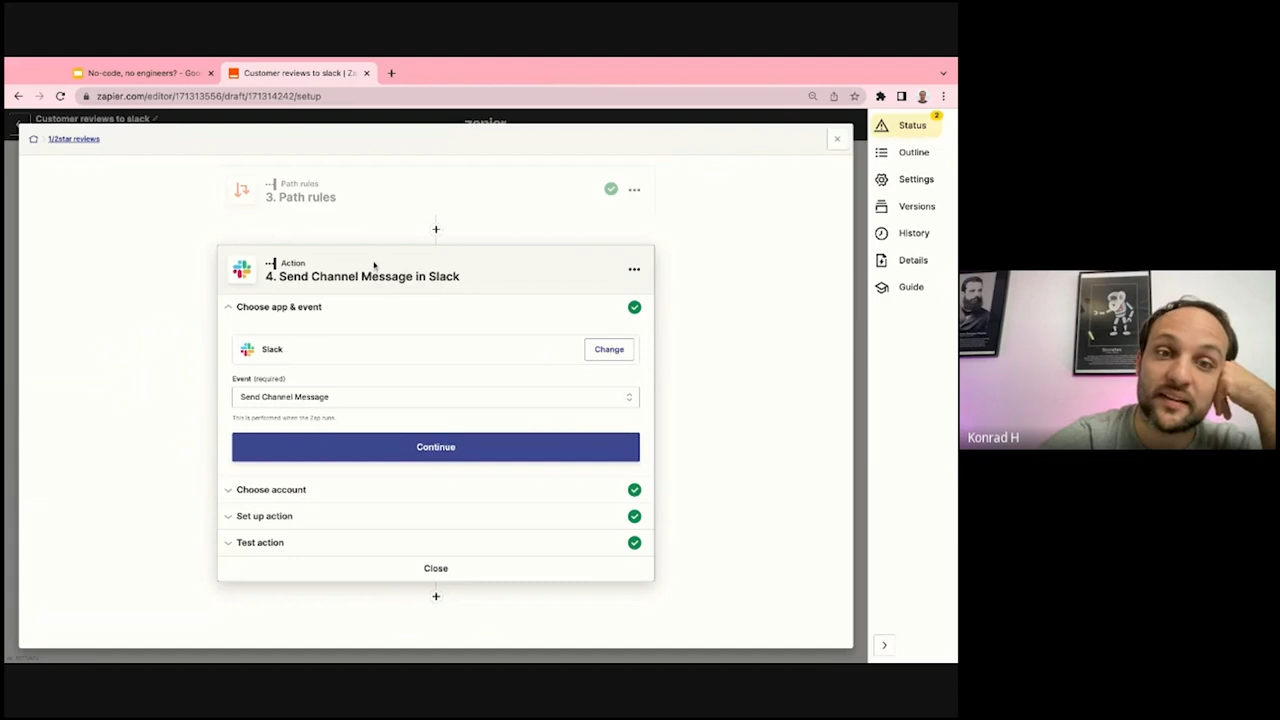 No-code, no engineers? - Goo
Customer reviews to slack | Za
zapier.com/editor/171313556/draft/171314242/setup
Customer reviews to slack
zapier
1/2star reviews
Path rules
3. Path rules
Action
4. Send Channel Message in Slack
Choose app & event
Slack
Change
Event (required)
Send Channel Message
This is performed when the Zap runs.
Continue
Choose account
Set up action
Test action
Close
2
Status
Outline
Settings
Versions
History
Details
Guide
Konrad H